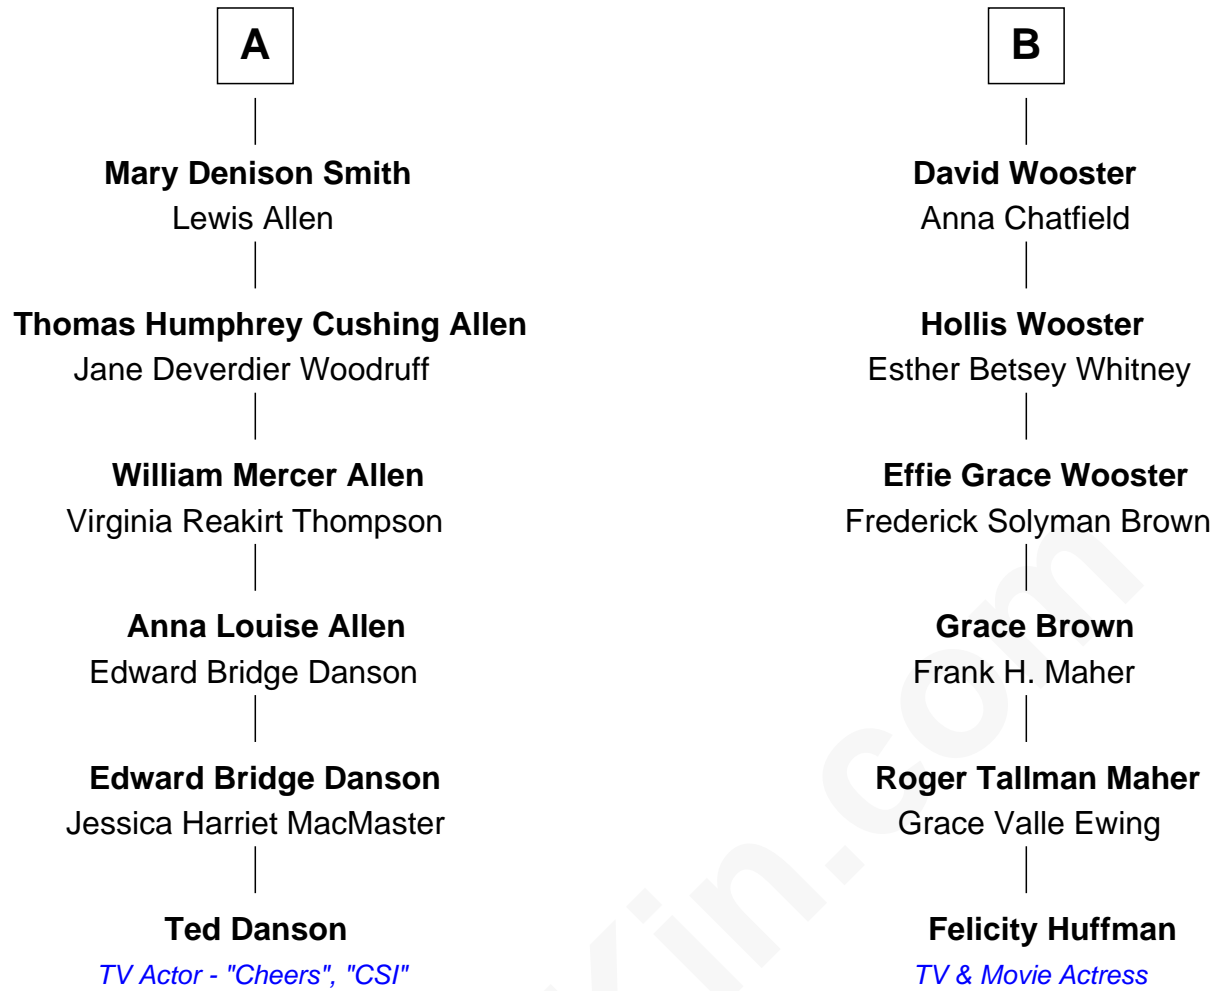 A
Mary Denison Smith
Lewis Allen
Thomas Humphrey Cushing Allen
Jane Deverdier Woodruff
William Mercer Allen
Virginia Reakirt Thompson
Anna Louise Allen
Edward Bridge Danson
Edward Bridge Danson
Jessica Harriet MacMaster
Ted Danson
TV Actor - "Cheers", "CSI"
B
David Wooster
Anna Chatfield
Hollis Wooster
Esther Betsey Whitney
Effie Grace Wooster
Frederick Solyman Brown
Grace Brown
Frank H. Maher
Roger Tallman Maher
Grace Valle Ewing
Felicity Huffman
TV & Movie Actress
Kin.com